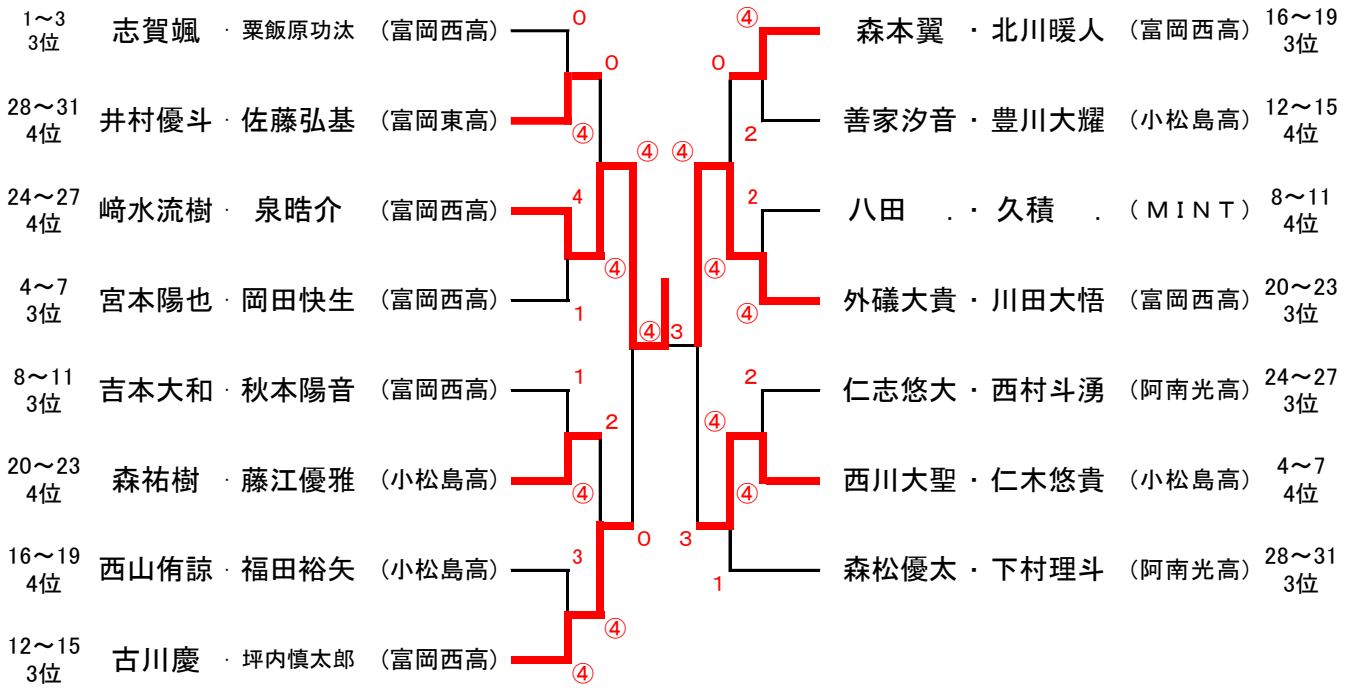 1~3
3位
志賀颯 · 粟飯原功汰 (富岡西高)
0
0
28~31
4位
井村優斗 · 佐藤弘基 (富岡東高)
④
④
24~27
4位
﨑水流樹 · 泉晧介 (富岡西高)
4
④
4~7
3位
宮本陽也 · 岡田快生 (富岡西高)
1
④
8~11
3位
吉本大和 · 秋本陽音 (富岡西高)
1
2
20~23
4位
森祐樹 · 藤江優雅 (小松島高)
④
16~19
4位
西山侑諒 · 福田裕矢 (小松島高)
3
0
④
12~15
3位
古川慶 · 坪内慎太郎 (富岡西高)
④
④
0
森本翼 ・ 北川暖人 (富岡西高)
16~19
3位
④
2
善家汐音 ・ 豊川大耀 (小松島高)
12~15
4位
2
④
八田 . ・ 久積 . (MINT)
8~11
4位
3
④
外礒大貴 ・ 川田大悟 (富岡西高)
20~23
3位
2
④
仁志悠大 ・ 西村斗湧 (阿南光高)
24~27
3位
④
西川大聖 ・ 仁木悠貴 (小松島高)
4~7
4位
3
1
森松優太 ・ 下村理斗 (阿南光高)
28~31
3位